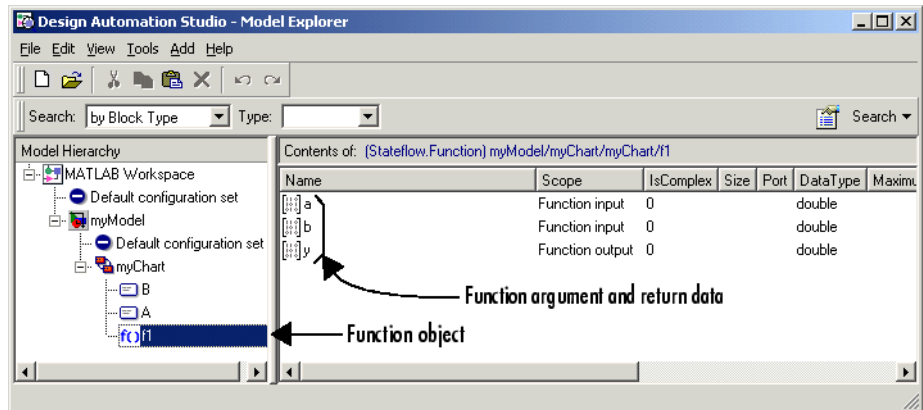 Design Automation Studio - Model Explorer
File Edit View Tools Add Help
Search: by Block Type Type: Search
Model Hierarchy
MATLAB Workspace
Default configuration set
myModel
Default configuration set
myChart
B
A
f() f1
Contents of: (Stateflow.Function) myModel/myChart/myChart/f1
Name Scope IsComplex Size Port DataType Maximu
a Function input 0 double
b Function input 0 double
y Function output 0 double
Function argument and return data
Function object